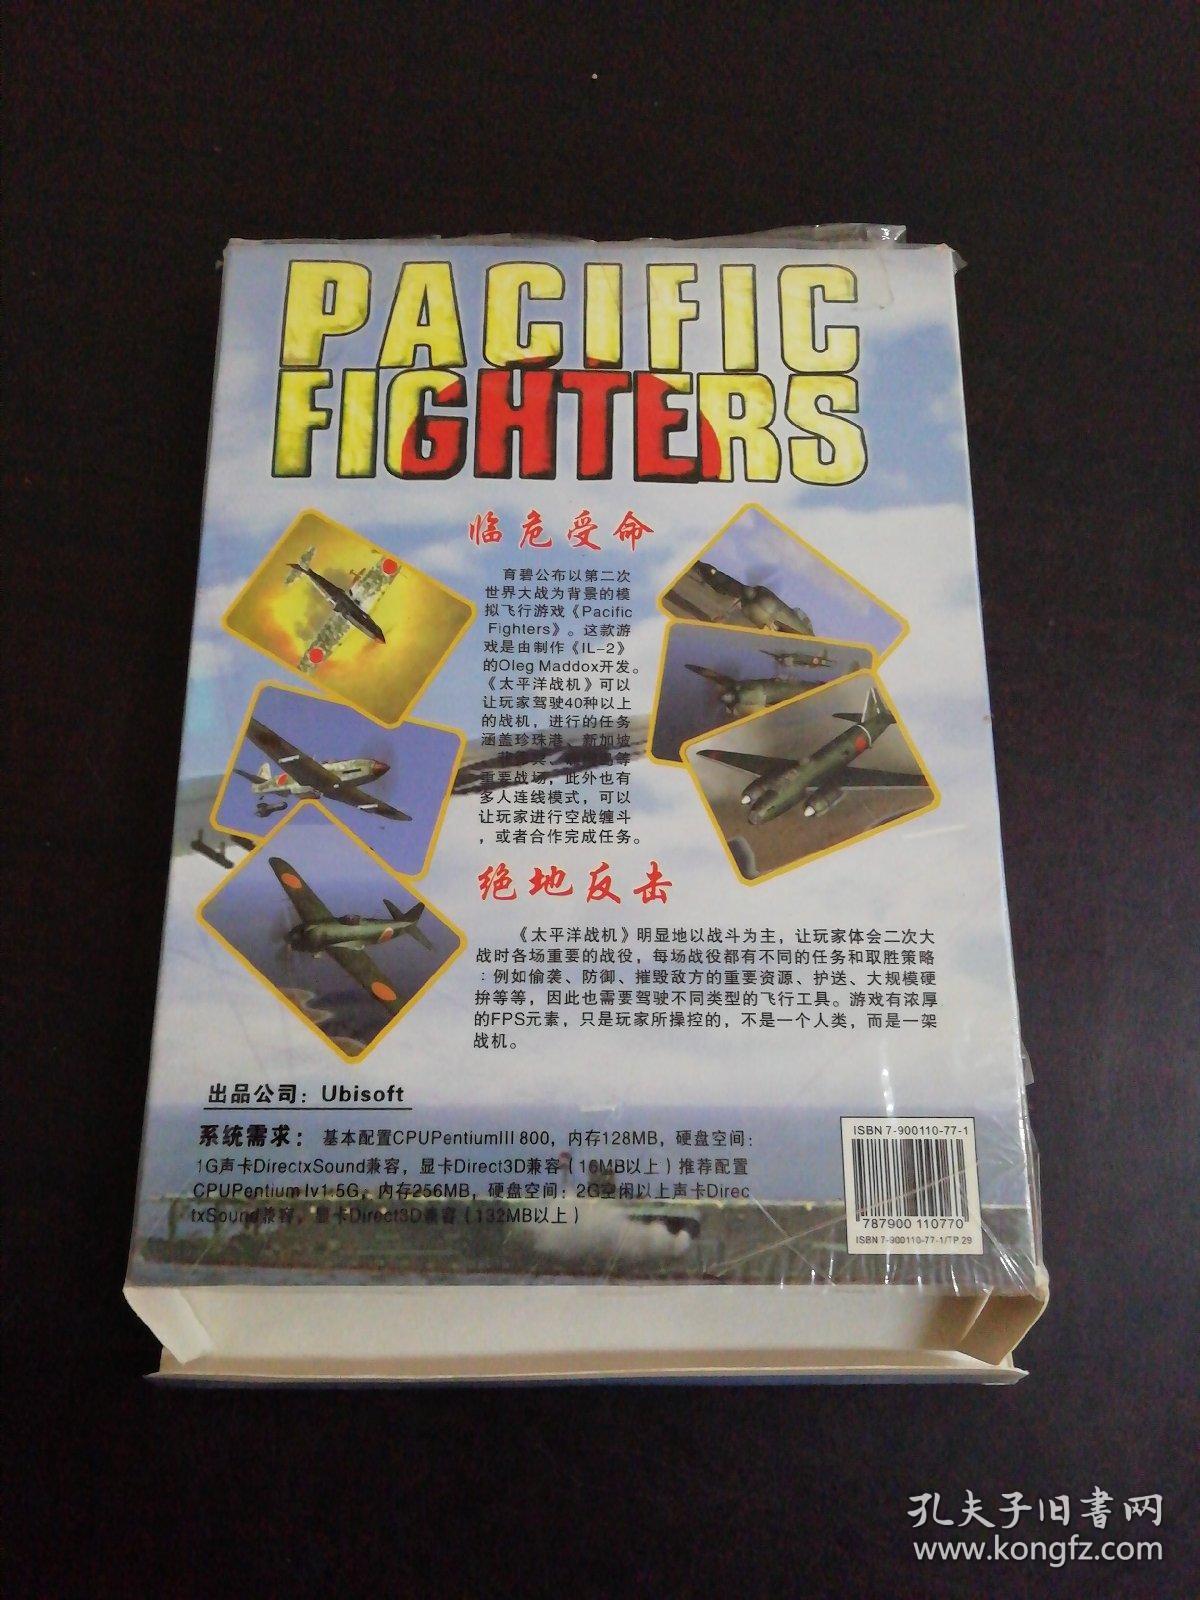 PACIFIC
FIGHTERS
临危受命
育碧公布以第二次
世界大战为背景的模
拟飞行游戏《Pacific
Fighters》。这款游
戏是由制作《IL-2》
的Oleg Maddox开发。
《太平洋战机》可以
让玩家驾驶40种以上
的战机，进行的任务
涵盖珍珠港、新加坡
等
重要战场，此外也有
多人连线模式，可以
让玩家进行空战缠斗
，或者合作完成任务。
绝地反击
《太平洋战机》明显地以战斗为主，让玩家体会二次大
战时各场重要的战役，每场战役都有不同的任务和取胜策略
：例如偷袭、防御、摧毁敌方的重要资源、护送、大规模硬
拚等等，因此也需要驾驶不同类型的飞行工具。游戏有浓厚
的FPS元素，只是玩家所操控的，不是一个人类，而是一架
战机。
出品公司：Ubisoft
系统需求：基本配置CPUPentiumIII 800，内存128MB，硬盘空间：
1G声卡DirectxSound兼容，显卡Direct3D兼容（16MB以上）推荐配置
CPUPentium Iv1.5G，内存256MB，硬盘空间：2G空闲以上声卡Direc
txSound兼容，显卡Direct3D兼容（132MB以上）
ISBN 7-900110-77-1
787900 110770
ISBN 7-900110-77-1/TP.29
孔夫子旧书网
www.kongfz.com